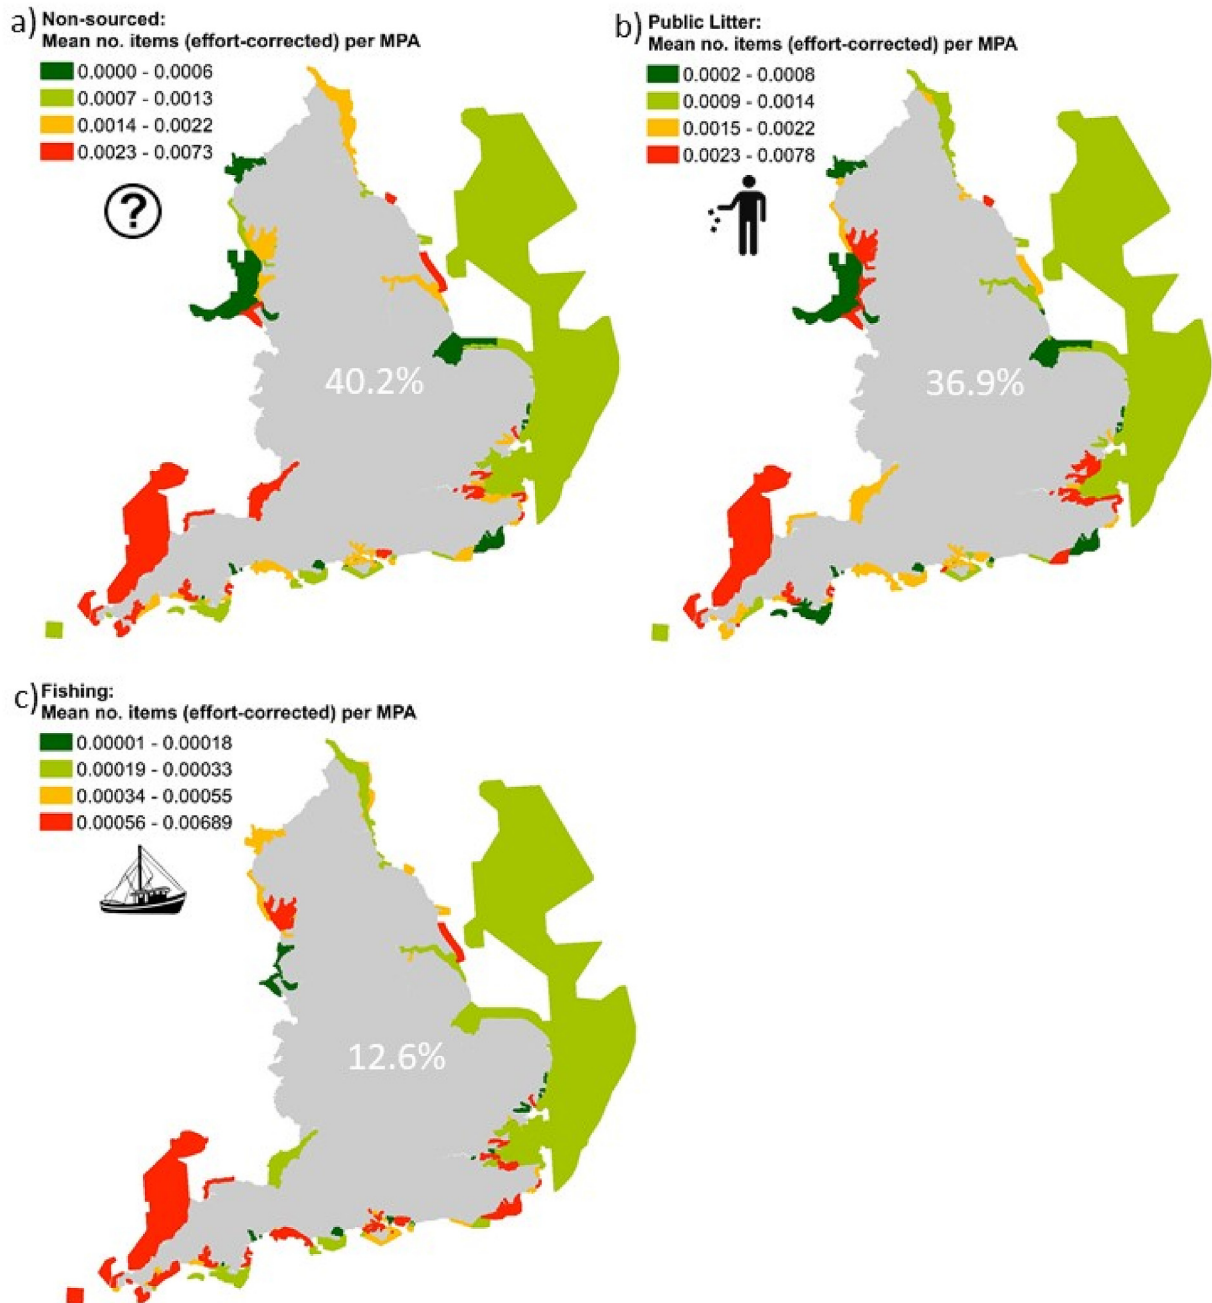 a) Non-sourced:
Mean no. items (effort-corrected) per MPA
0.0000 - 0.0006
0.0007 - 0.0013
0.0014 - 0.0022
0.0023 - 0.0073
?
40.2%
b) Public Litter:
Mean no. items (effort-corrected) per MPA
0.0002 - 0.0008
0.0009 - 0.0014
0.0015 - 0.0022
0.0023 - 0.0078
36.9%
c) Fishing:
Mean no. items (effort-corrected) per MPA
0.00001 - 0.00018
0.00019 - 0.00033
0.00034 - 0.00055
0.00056 - 0.00689
12.6%